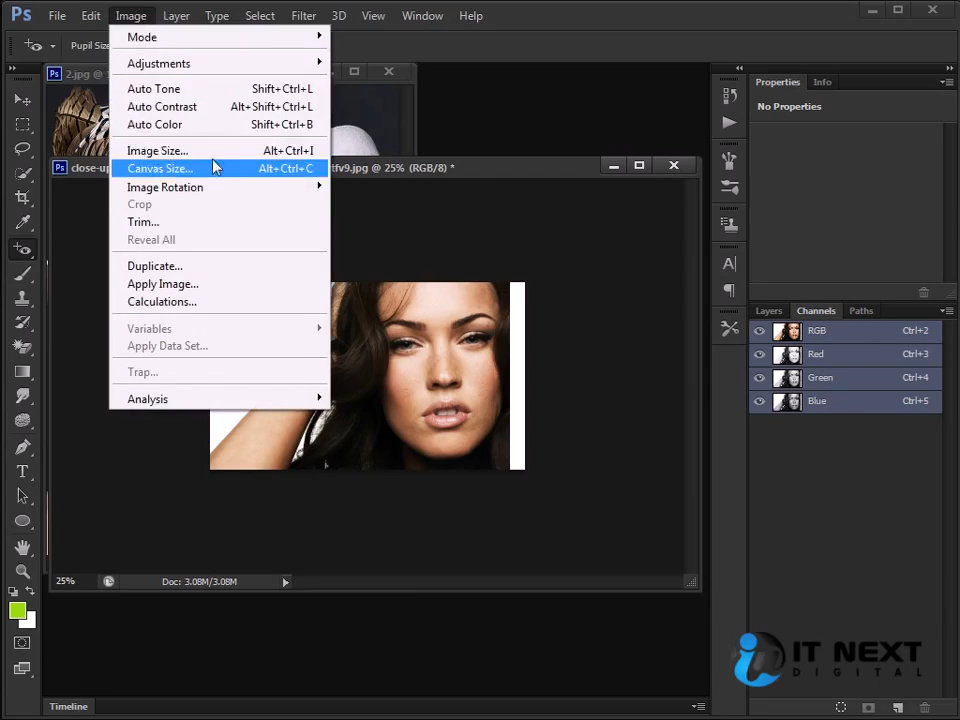 Ps File Edit Image Layer Type Select Filter 3D View Window Help
Pupil Size
Ps 2.jpg @
Mode
Adjustments
Auto Tone Shift+Ctrl+L
Auto Contrast Alt+Shift+Ctrl+L
Auto Color Shift+Ctrl+B
Image Size... Alt+Ctrl+I
Canvas Size... Alt+Ctrl+C
Image Rotation
Crop
Trim...
Reveal All
Duplicate...
Apply Image...
Calculations...
Variables
Apply Data Set...
Trap...
Analysis
Ps close-up tfv9.jpg @ 25% (RGB/8) *
25% Doc: 3.08M/3.08M
Properties Info
No Properties
Layers Channels Paths
RGB Ctrl+2
Red Ctrl+3
Green Ctrl+4
Blue Ctrl+5
IT NEXT
DIGITAL
Timeline